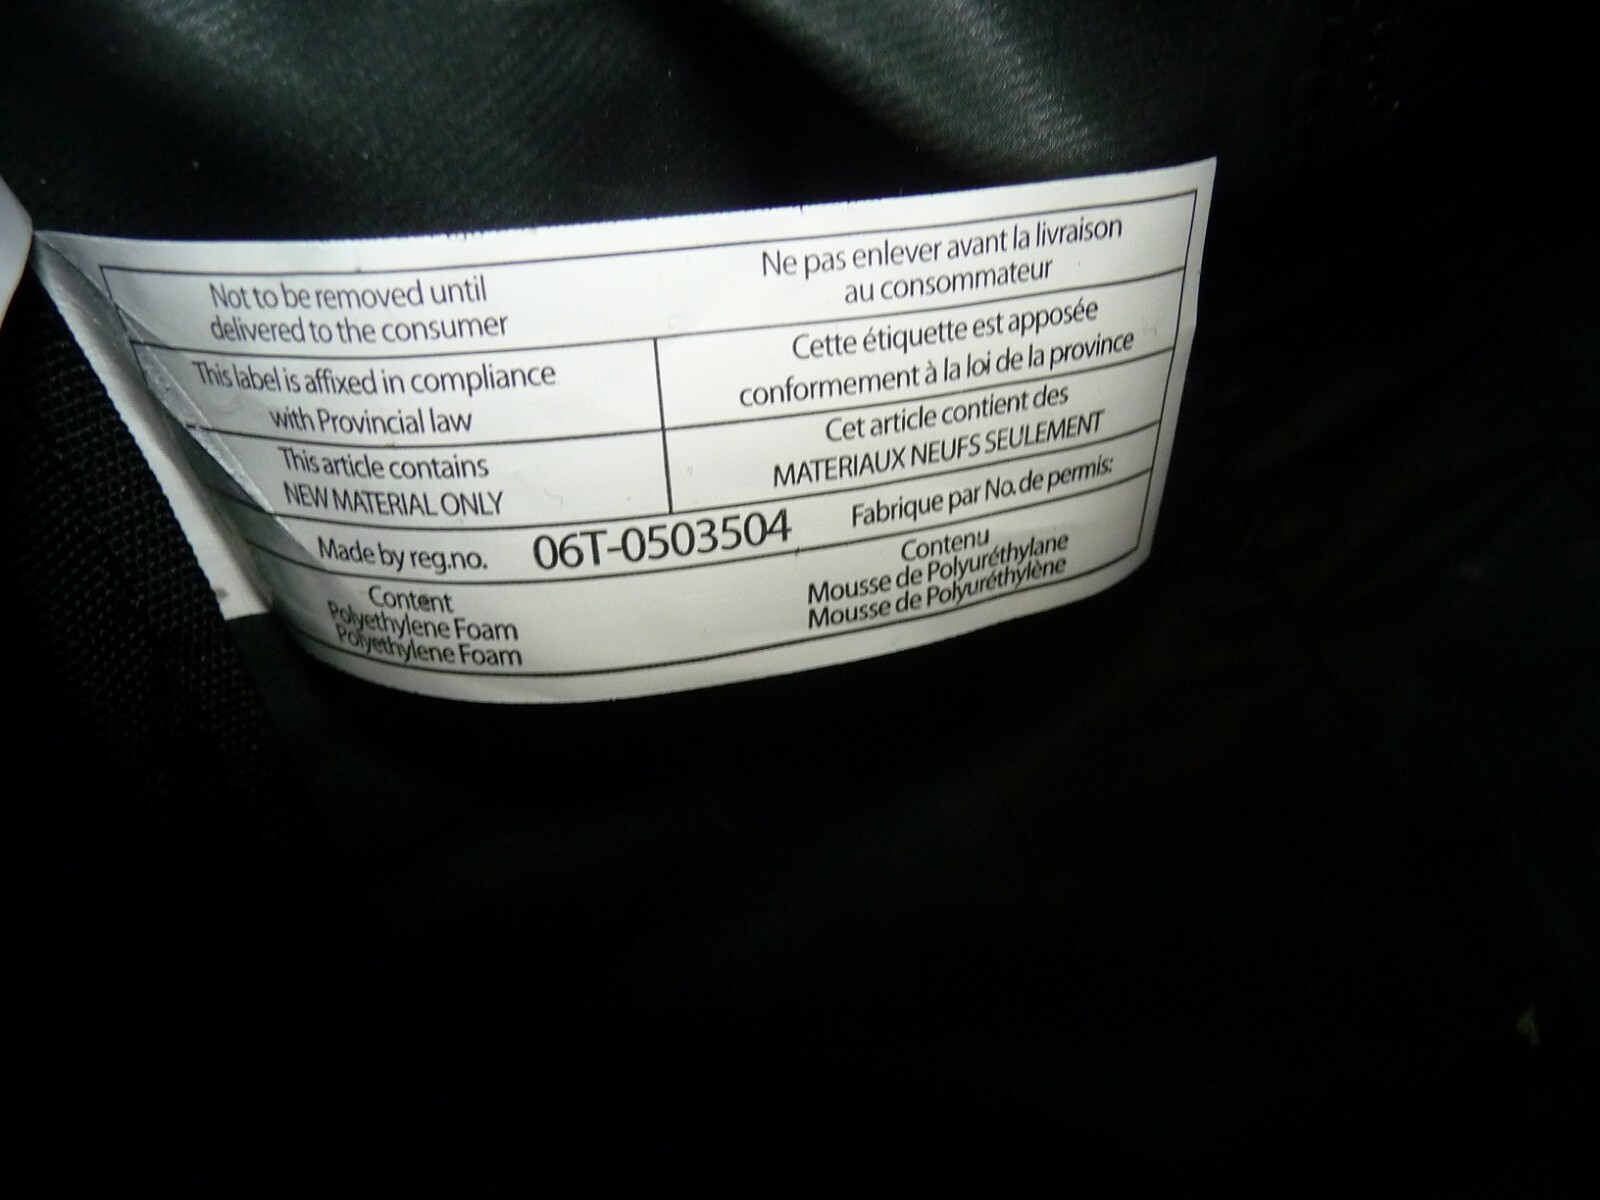 Not to be removed until
delivered to the consumer
Ne pas enlever avant la livraison
au consommateur
This label is affixed in compliance
with Provincial law
Cette étiquette est apposée
conformement à la loi de la province
This article contains
NEW MATERIAL ONLY
Cet article contient des
MATERIAUX NEUFS SEULEMENT
Made by reg.no. 06T-0503504 Fabrique par No. de permis:
Content
Polyethylene Foam
Polyethylene Foam
Contenu
Mousse de Polyuréthylane
Mousse de Polyuréthylène